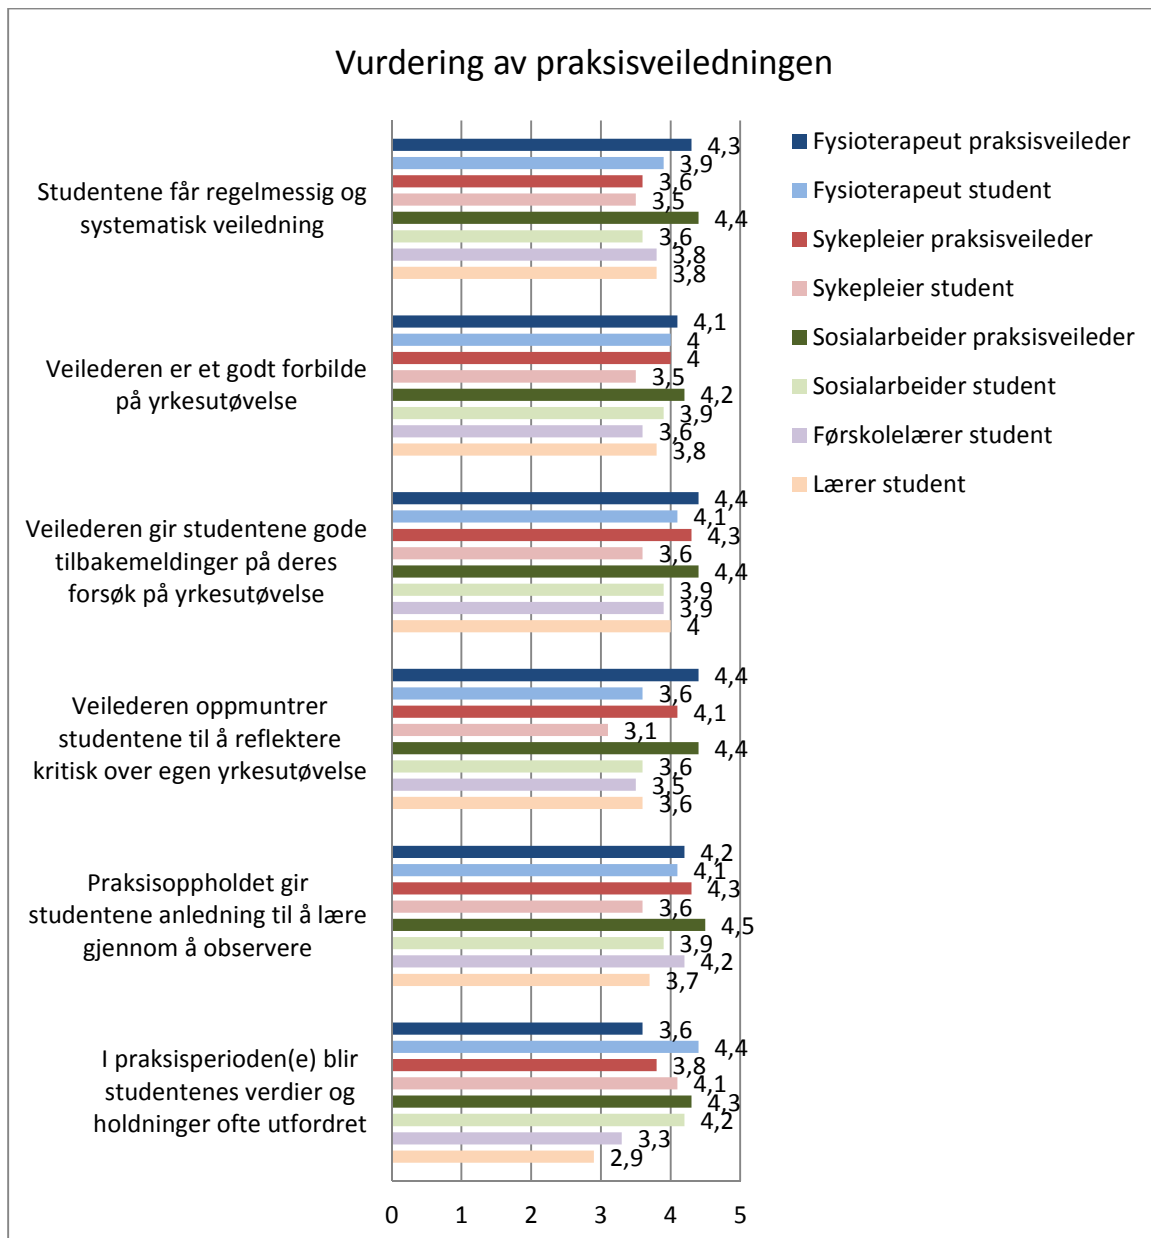 Vurdering av praksisveiledningen
Studentene får regelmessig og
systematisk veiledning
4,3
3,9
3,6
3,5
4,4
3,6
3,8
3,8
Veilederen er et godt forbilde
på yrkesutøvelse
4,1
4
4
3,5
4,2
3,9
3,6
3,8
Veilederen gir studentene gode
tilbakemeldinger på deres
forsøk på yrkesutøvelse
4,4
4,1
4,3
3,6
4,4
3,9
3,9
4
Veilederen oppmuntrer
studentene til å reflektere
kritisk over egen yrkesutøvelse
4,4
3,6
4,1
3,1
4,4
3,6
3,5
3,6
Praksisoppholdet gir
studentene anledning til å lære
gjennom å observere
4,2
4,1
4,3
3,6
4,5
3,9
4,2
3,7
I praksisperioden(e) blir
studentenes verdier og
holdninger ofte utfordret
3,6
4,4
3,8
4,1
4,3
4,2
3,3
2,9
0 1 2 3 4 5
Fysioterapeut praksisveileder
Fysioterapeut student
Sykepleier praksisveileder
Sykepleier student
Sosialarbeider praksisveileder
Sosialarbeider student
Førskolelærer student
Lærer student